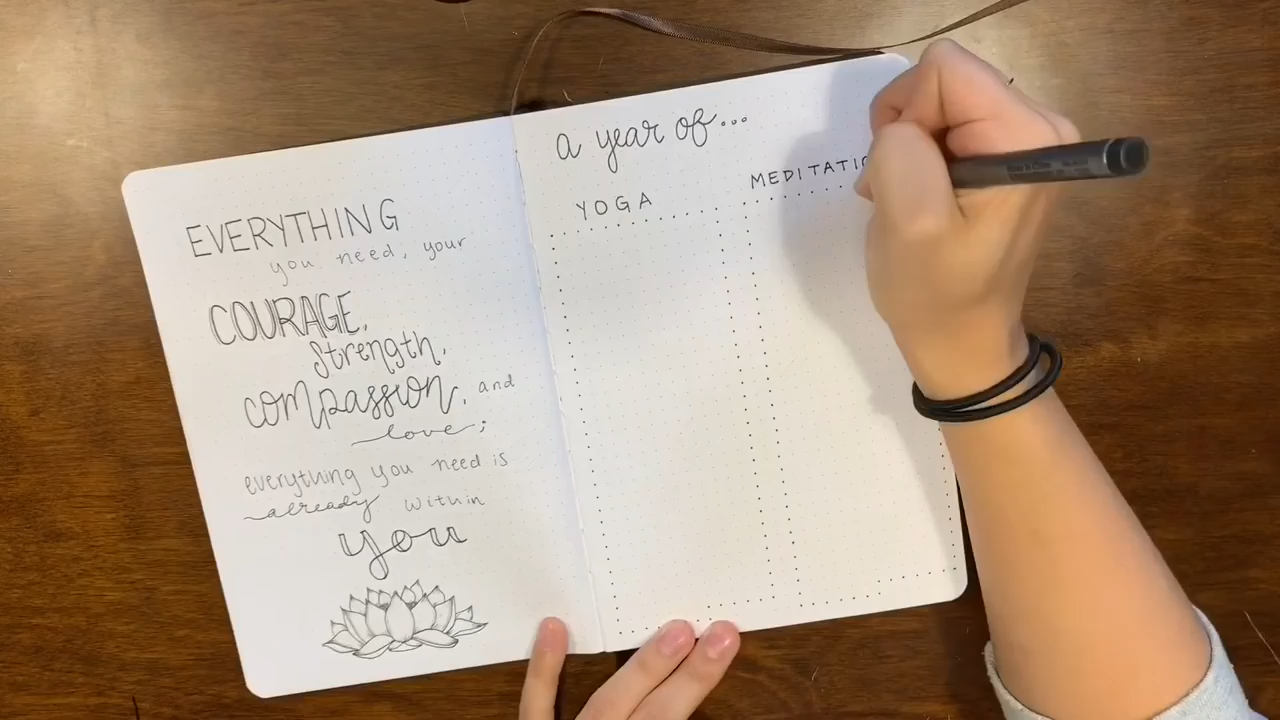 EVERYTHING
you need, your
COURAGE,
strength,
compassion, and
love;
everything you need is
already within
you
a year of...
YOGA
MEDITATIO